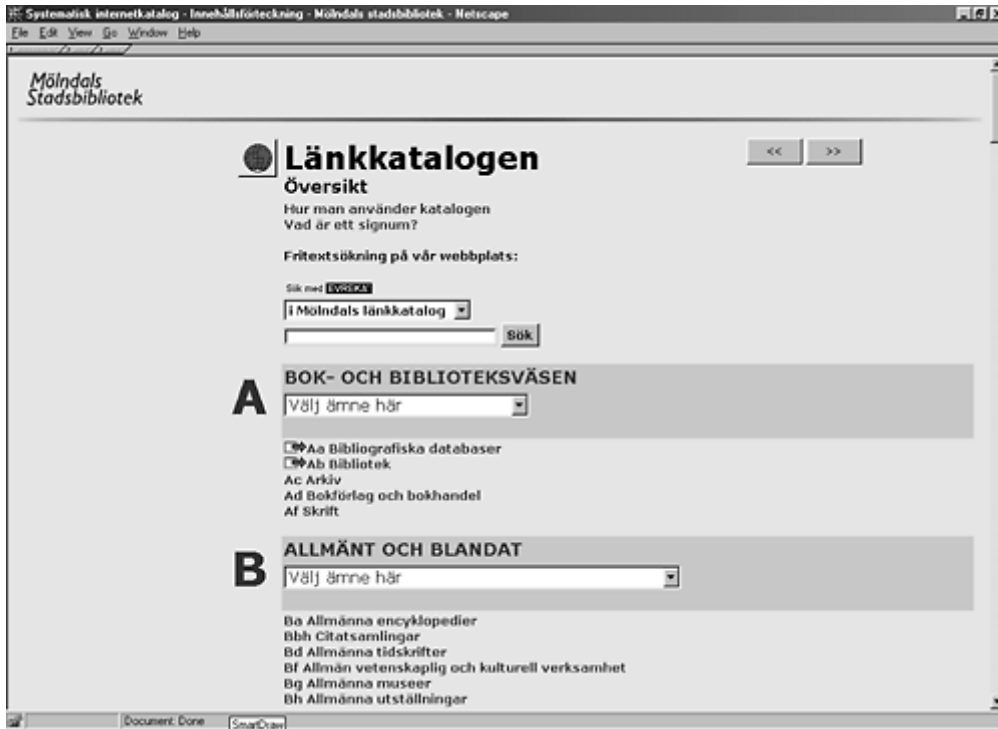 Systematisk internetkatalog - Innehållsförteckning - Mölndals stadsbibliotek - Netscape
File Edit View Go Window Help
Mölndals
Stadsbibliotek
Länkkatalogen
<< >>
Översikt
Hur man använder katalogen
Vad är ett signum?
Fritextsökning på vår webbplats:
Sök med EVREKA
i Mölndals länkkatalog
Sök
A
BOK- OCH BIBLIOTEKSVÄSEN
Välj ämne här
Aa Bibliografiska databaser
Ab Bibliotek
Ac Arkiv
Ad Bokförlag och bokhandel
Af Skrift
B
ALLMÄNT OCH BLANDAT
Välj ämne här
Ba Allmänna encyklopedier
Bbh Citatsamlingar
Bd Allmänna tidskrifter
Bf Allmän vetenskaplig och kulturell verksamhet
Bg Allmänna museer
Bh Allmänna utställningar
Document: Done
SmartDraw